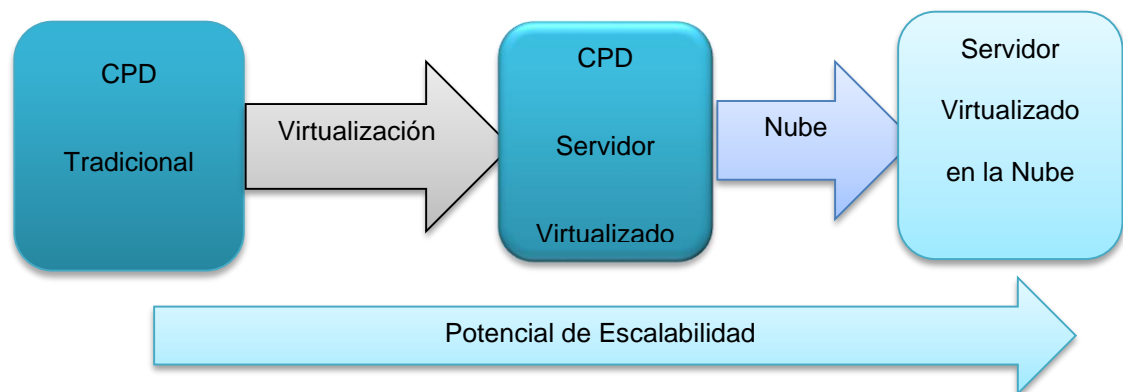 CPD
Tradicional
Virtualización
CPD
Servidor
Virtualizado
Nube
Servidor
Virtualizado
en la Nube
Potencial de Escalabilidad